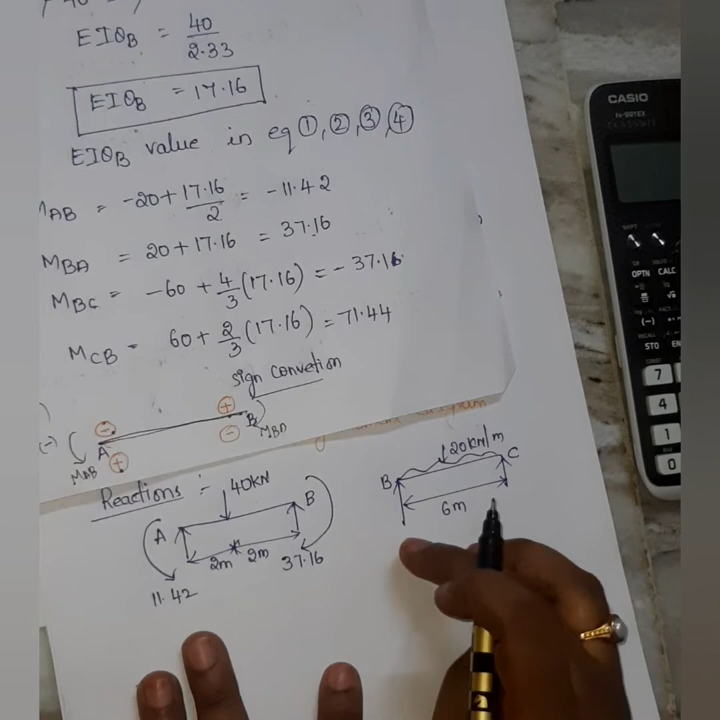 EIθB = 40/2.33
EIθB = 17.16
EIθB value in eq ①, ②, ③, ④
MAB = -20 + 17.16/2 = -11.42
MBA = 20 + 17.16 = 37.16
MBC = -60 + 4/3 (17.16) = -37.16
MCB = 60 + 2/3 (17.16) = 71.44
Sign convetion
(-) - +
A B
MAB + - MBA
Reactions :-
40KN
A B
2m 2m
11.42 37.16
20KN/m
B C
6m
CASIO
OPTN CALC
(-)
STO
7
4
1
0